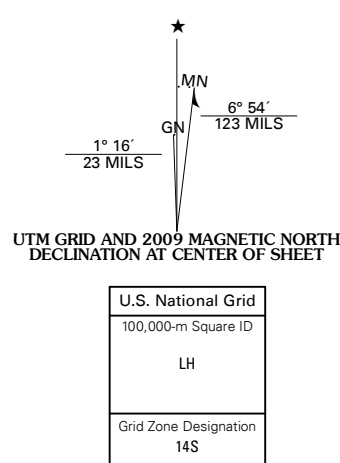 ★
MN
6° 54´
123 MILS
GN
1° 16´
23 MILS
UTM GRID AND 2009 MAGNETIC NORTH
DECLINATION AT CENTER OF SHEET
U.S. National Grid
100,000-m Square ID
LH
Grid Zone Designation
14S